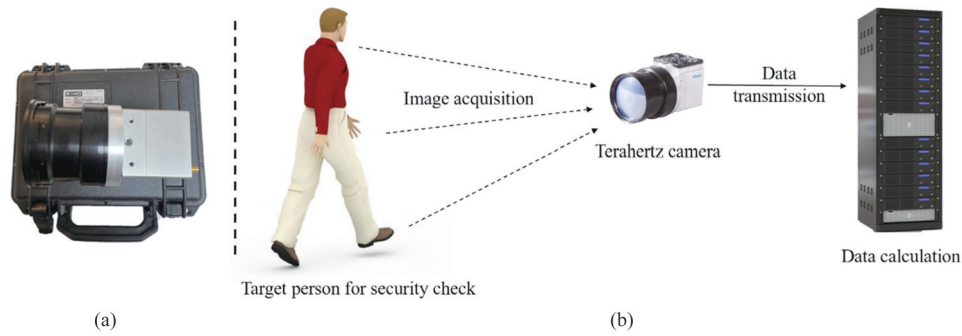 Image acquisition
Data
transmission
Terahertz camera
Target person for security check
Data calculation
(a)
(b)